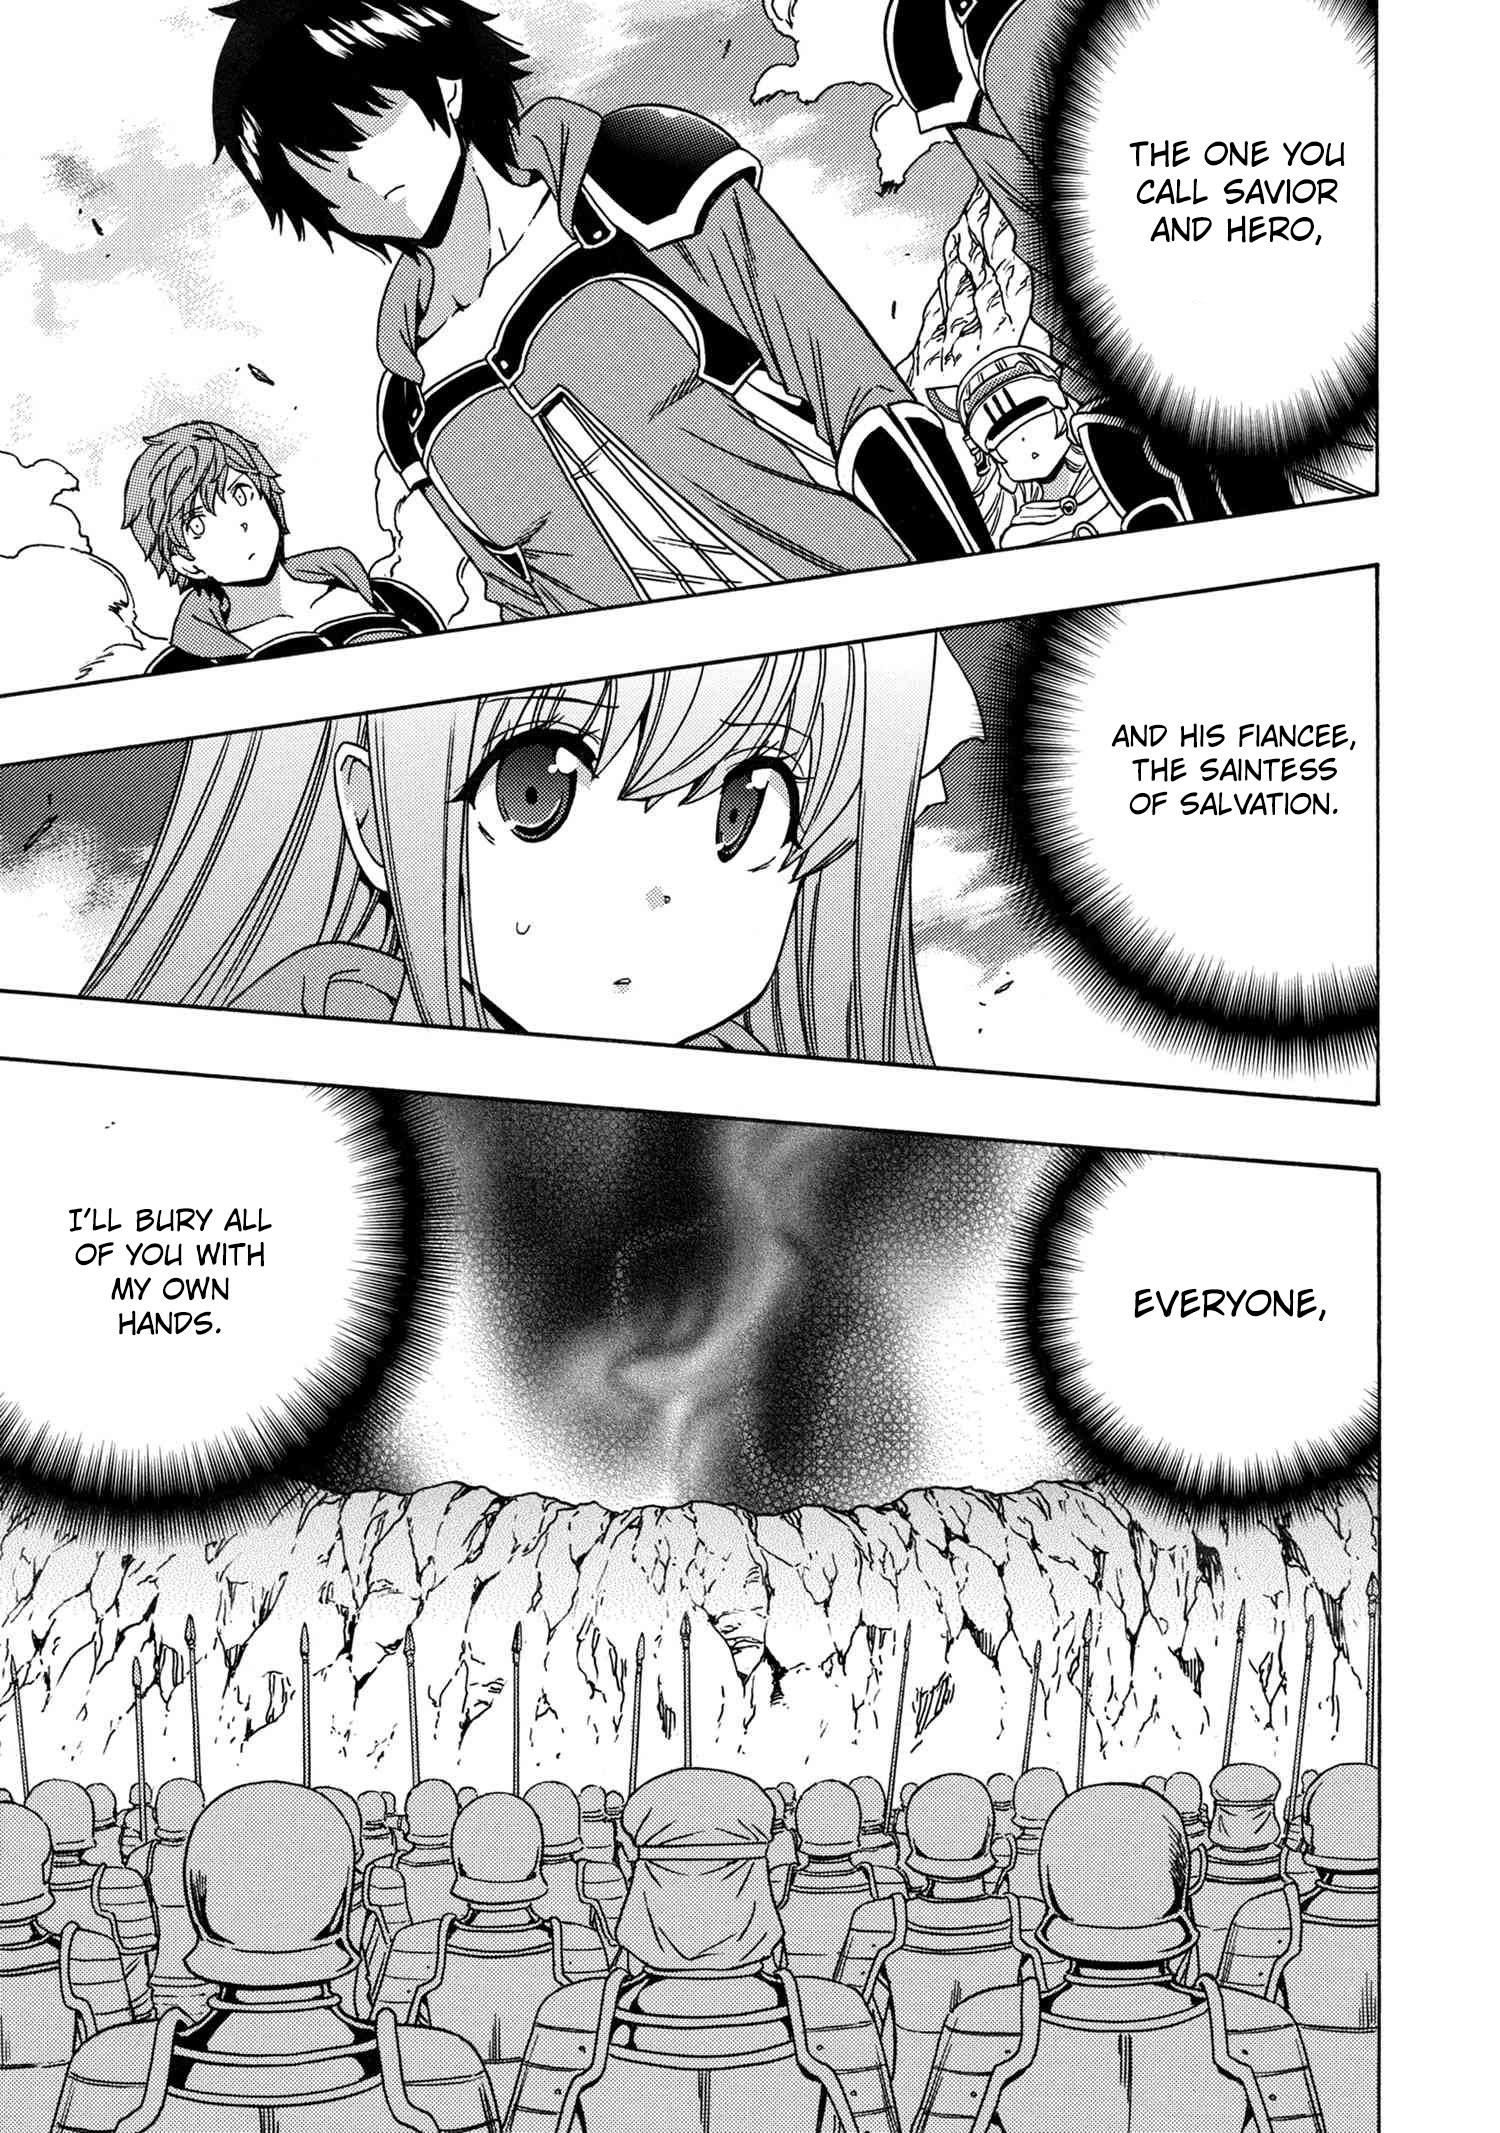 THE ONE YOU
CALL SAVIOR
AND HERO,
AND HIS FIANCEE,
THE SAINTESS
OF SALVATION.
EVERYONE,
I'LL BURY ALL
OF YOU WITH
MY OWN
HANDS.